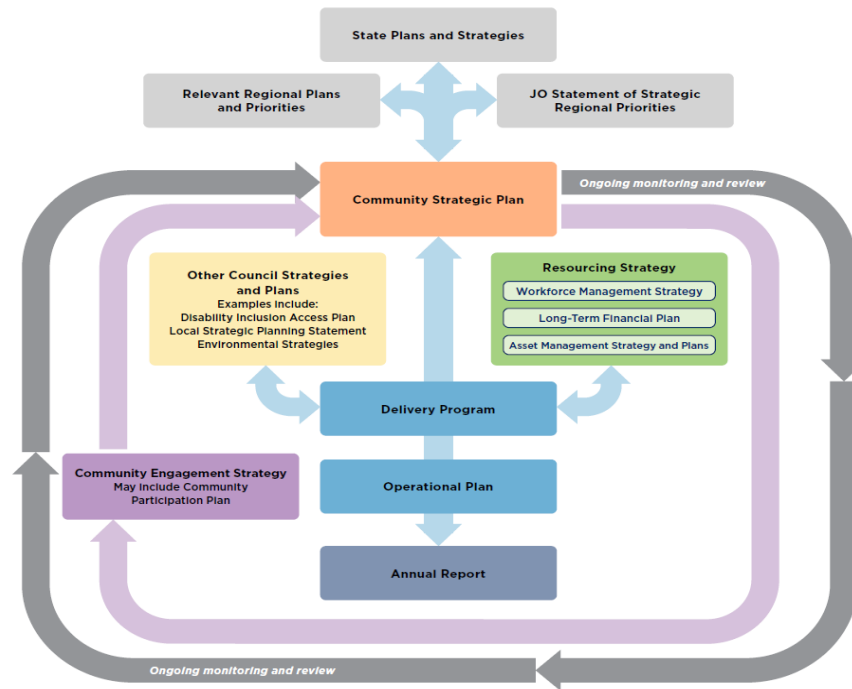 State Plans and Strategies
Relevant Regional Plans
and Priorities
JO Statement of Strategic
Regional Priorities
Community Strategic Plan
Ongoing monitoring and review
Other Council Strategies
and Plans
Examples include:
Disability Inclusion Access Plan
Local Strategic Planning Statement
Environmental Strategies
Resourcing Strategy
Workforce Management Strategy
Long-Term Financial Plan
Asset Management Strategy and Plans
Delivery Program
Community Engagement Strategy
May include Community
Participation Plan
Operational Plan
Annual Report
Ongoing monitoring and review